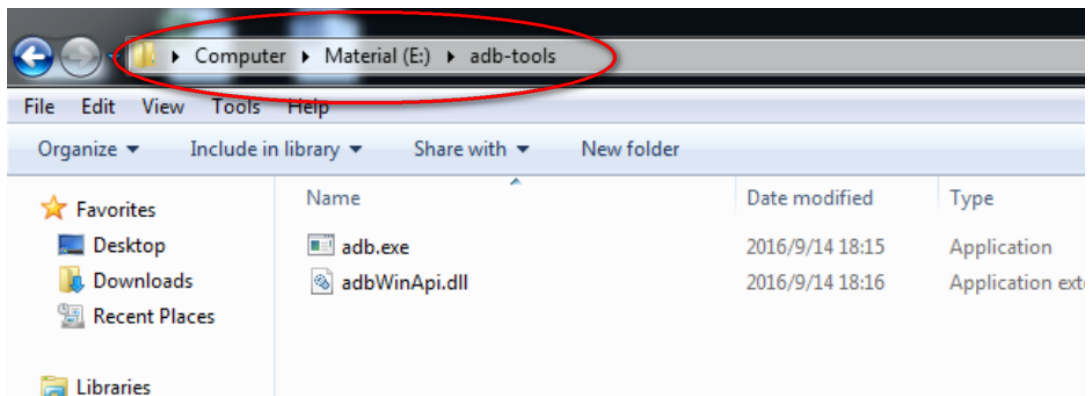 Computer ▸ Material (E:) ▸ adb-tools
File Edit View Tools Help
Organize Include in library Share with New folder
Name Date modified Type
Favorites
Desktop
Downloads
Recent Places
Libraries
adb.exe 2016/9/14 18:15 Application
adbWinApi.dll 2016/9/14 18:16 Application exte